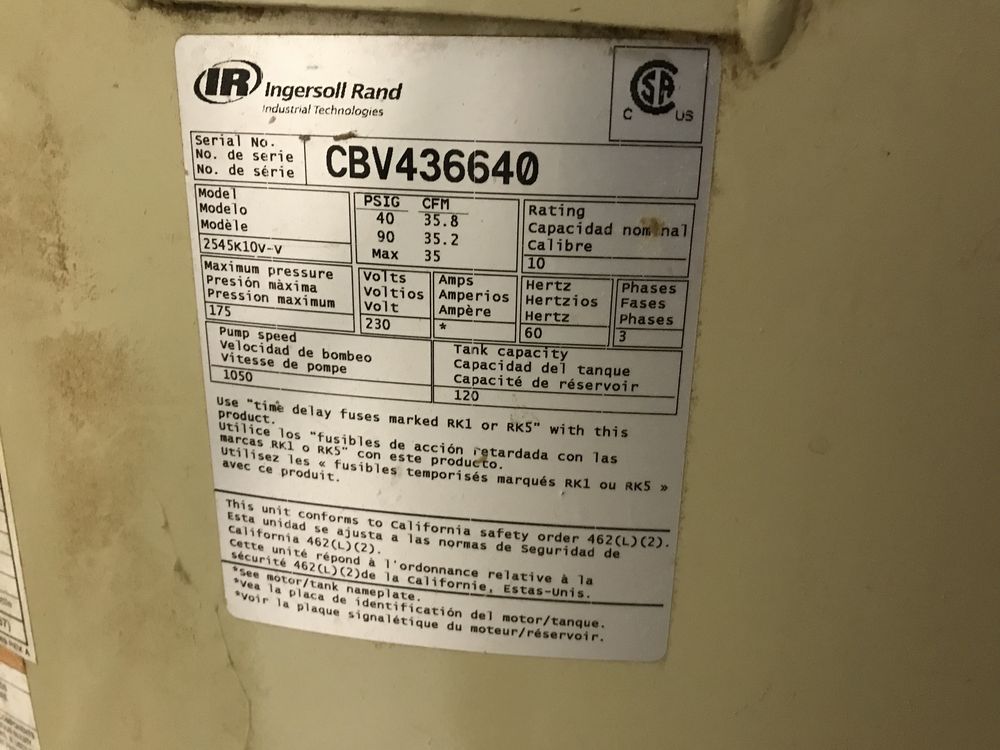 IR Ingersoll Rand
Industrial Technologies
CSA
C US
Serial No.
No. de serie
No. de série
CBV436640
Model
Modelo
Modèle
2545K10V-V
PSIG CFM
40 35.8
90 35.2
Max 35
Rating
Capacidad nominal
Calibre
10
Maximum pressure
Presión màxima
Pression maximum
175
Volts
Voltios
Volt
230
Amps
Amperios
Ampère
*
Hertz
Hertzios
Hertz
60
Phases
Fases
Phases
3
Pump speed
Velocidad de bombeo
Vitesse de pompe
1050
Tank capacity
Capacidad del tanque
Capacité de réservoir
120
Use "time delay fuses marked RK1 or RK5" with this
product.
Utilice los "fusibles de acción retardada con las
marcas RK1 o RK5" con este producto.
Utilisez les « fusibles temporisés marqués RK1 ou RK5 »
avec ce produit.
This unit conforms to California safety order 462(L)(2).
Esta unidad se ajusta a las normas de Seguridad de
California 462(L)(2).
Cette unité répond à l'ordonnance relative à la
sécurité 462(L)(2)de la Californie, Estas-Unis.
*See motor/tank nameplate.
*Vea la placa de identificación del motor/tanque.
*Voir la plaque signalétique du moteur/réservoir.